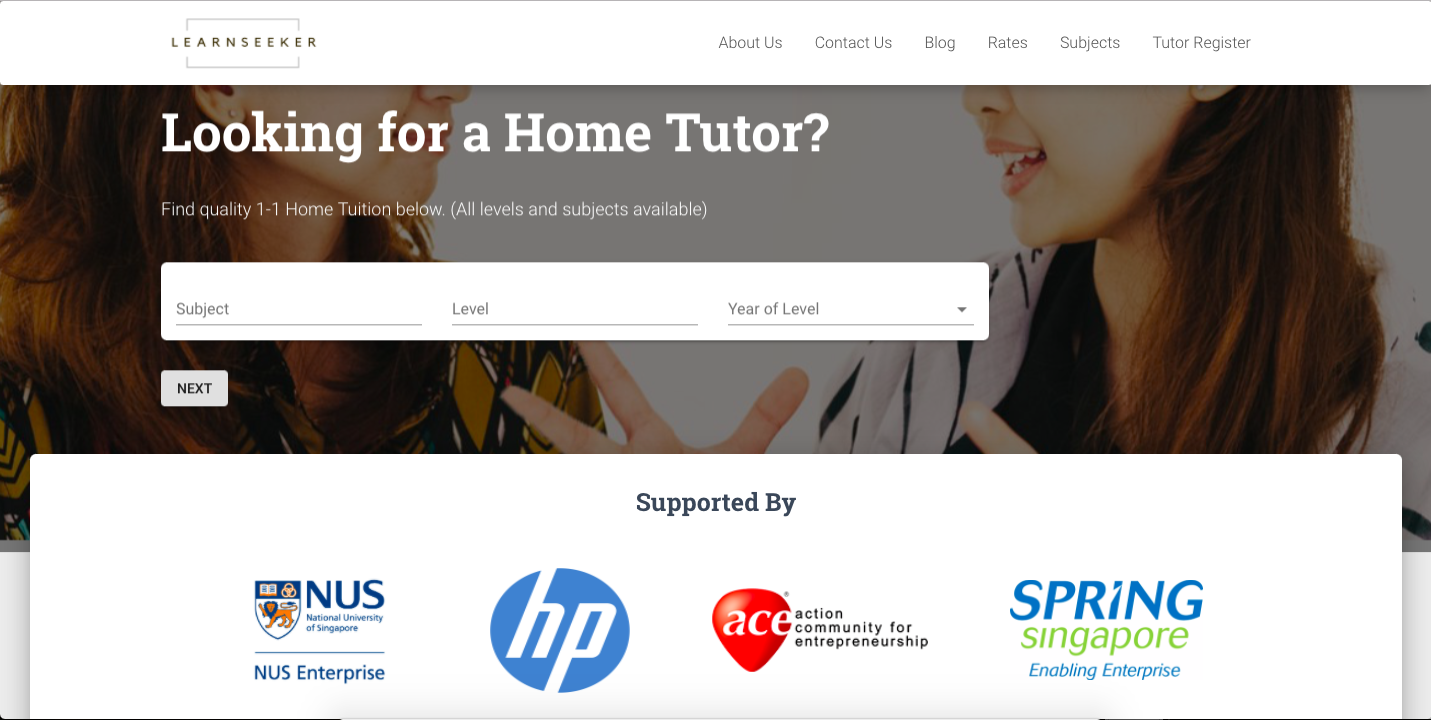 LEARNSEEKER
About Us Contact Us Blog Rates Subjects Tutor Register
Looking for a Home Tutor?
Find quality 1-1 Home Tuition below. (All levels and subjects available)
Subject Level Year of Level
NEXT
Supported By
NUS
National University
of Singapore
NUS Enterprise
hp
ace action
community for
entrepreneurship
SPRING
singapore
Enabling Enterprise